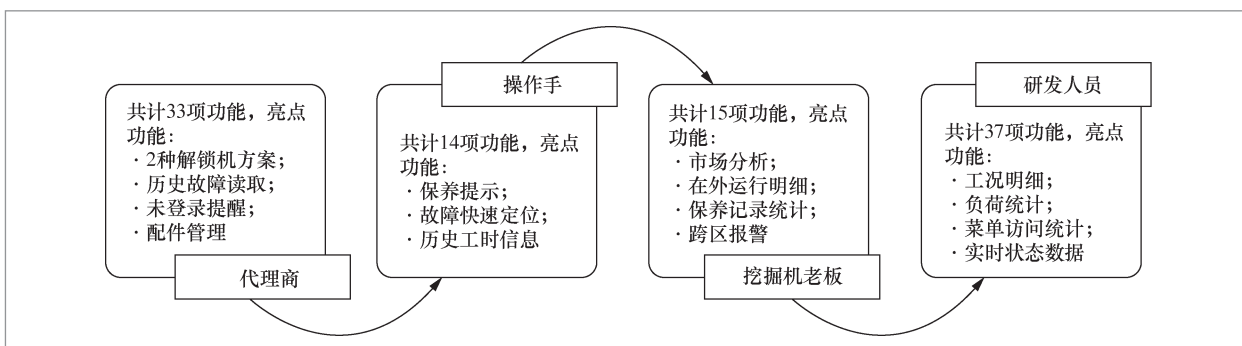 共计33项功能，亮点
功能：
· 2种解锁机方案；
· 历史故障读取；
· 未登录提醒；
· 配件管理
代理商
操作手
共计14项功能，亮点
功能：
· 保养提示；
· 故障快速定位；
· 历史工时信息
共计15项功能，亮点
功能：
· 市场分析；
· 在外运行明细；
· 保养记录统计；
· 跨区报警
挖掘机老板
研发人员
共计37项功能，亮点
功能：
· 工况明细；
· 负荷统计；
· 菜单访问统计；
· 实时状态数据